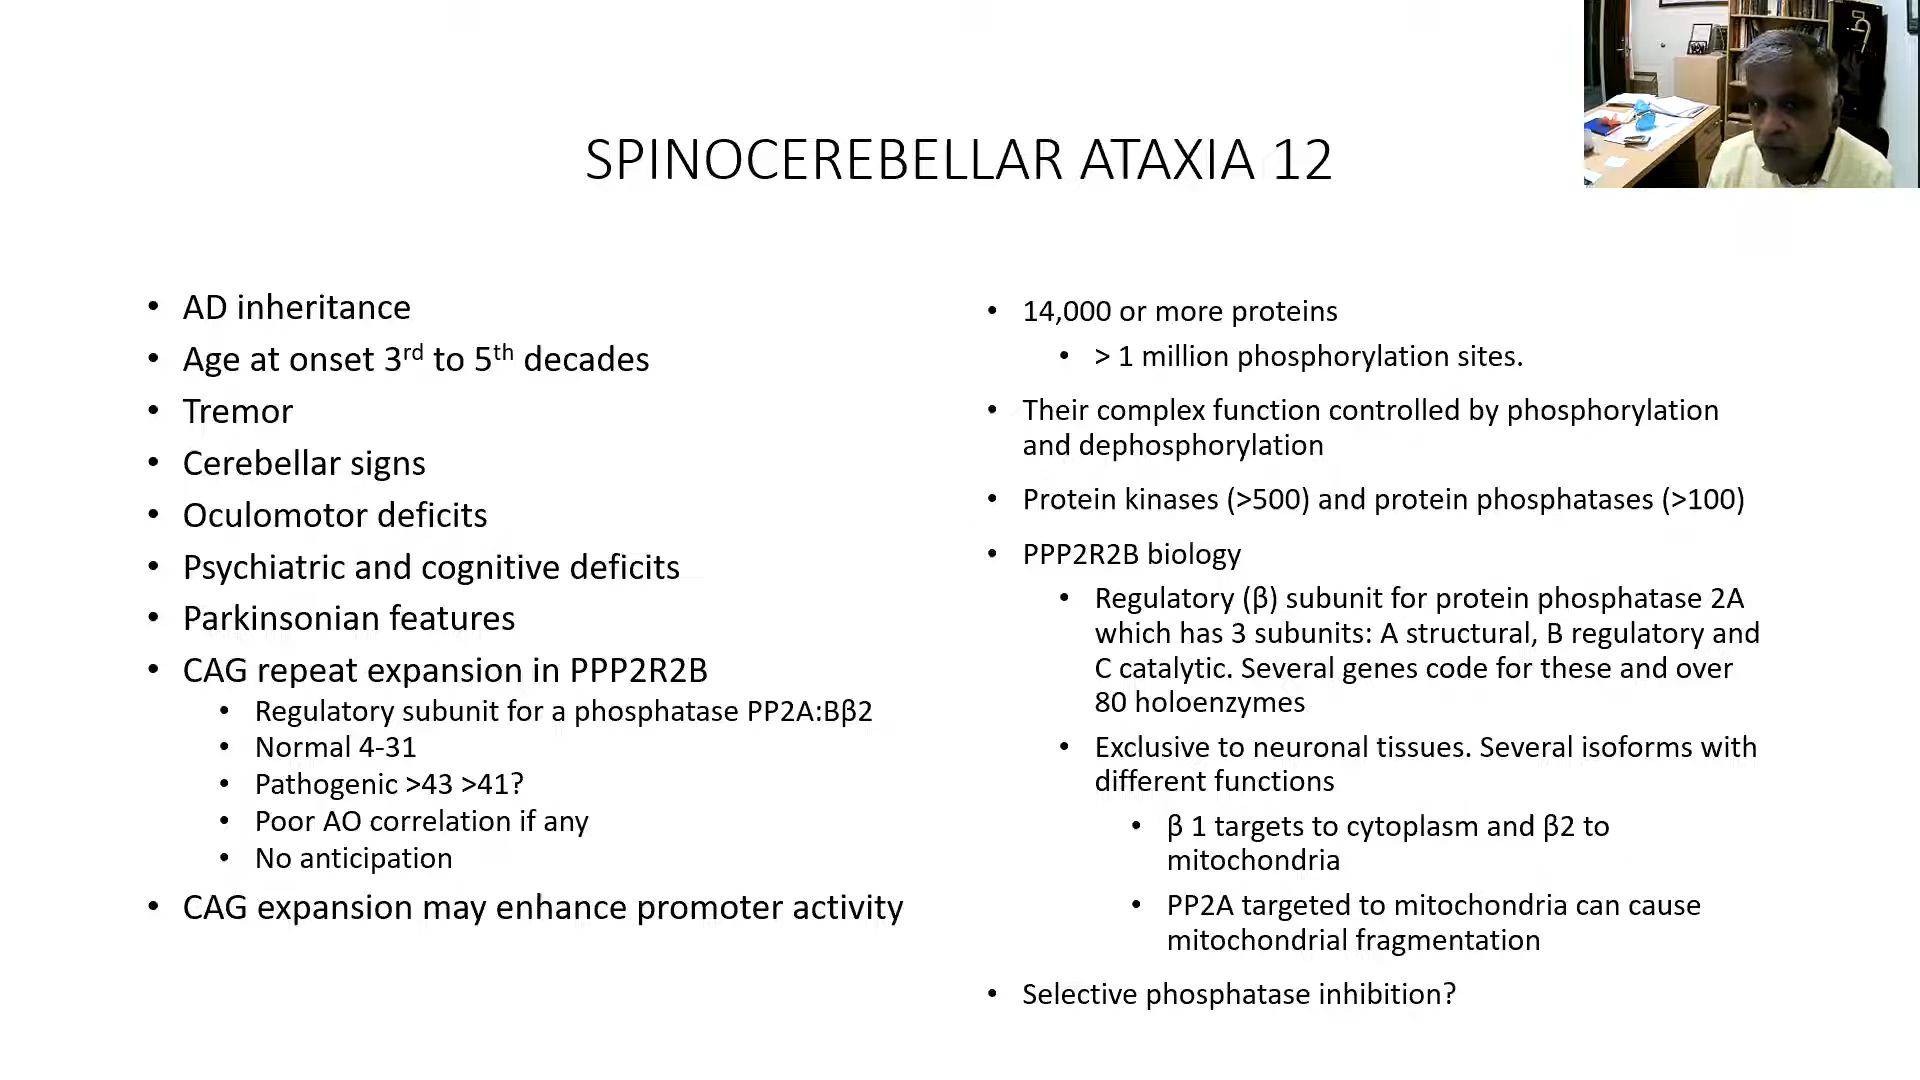 SPINOCEREBELLAR ATAXIA 12
• AD inheritance
• Age at onset 3rd to 5th decades
• Tremor
• Cerebellar signs
• Oculomotor deficits
• Psychiatric and cognitive deficits
• Parkinsonian features
• CAG repeat expansion in PPP2R2B
• Regulatory subunit for a phosphatase PP2A:Bβ2
• Normal 4-31
• Pathogenic >43 >41?
• Poor AO correlation if any
• No anticipation
• CAG expansion may enhance promoter activity
• 14,000 or more proteins
• > 1 million phosphorylation sites.
• Their complex function controlled by phosphorylation
and dephosphorylation
• Protein kinases (>500) and protein phosphatases (>100)
• PPP2R2B biology
• Regulatory (β) subunit for protein phosphatase 2A
which has 3 subunits: A structural, B regulatory and
C catalytic. Several genes code for these and over
80 holoenzymes
• Exclusive to neuronal tissues. Several isoforms with
different functions
• β 1 targets to cytoplasm and β2 to
mitochondria
• PP2A targeted to mitochondria can cause
mitochondrial fragmentation
• Selective phosphatase inhibition?